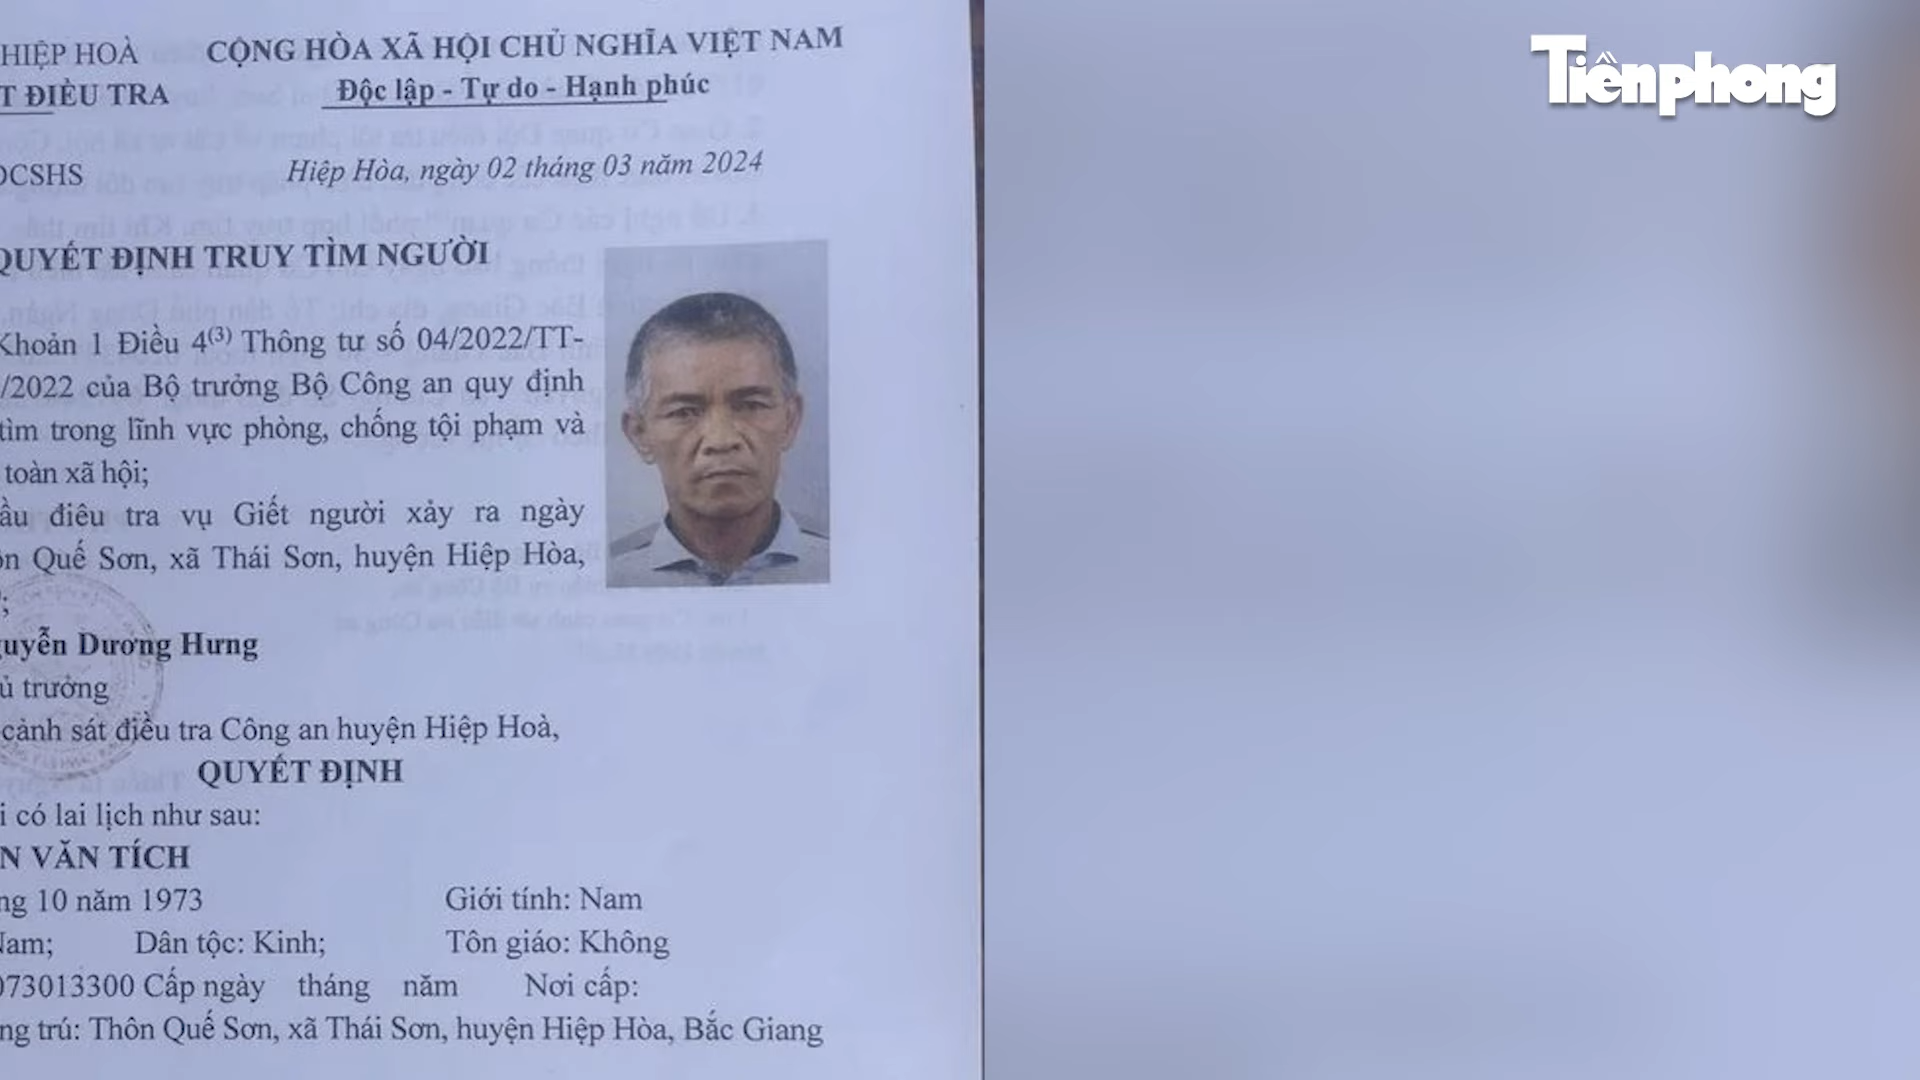 HIỆP HOÀ CỘNG HÒA XÃ HỘI CHỦ NGHĨA VIỆT NAM
T ĐIỀU TRA Độc lập - Tự do - Hạnh phúc
ĐCSHS Hiệp Hòa, ngày 02 tháng 03 năm 2024
QUYẾT ĐỊNH TRUY TÌM NGƯỜI
Khoản 1 Điều 4(3) Thông tư số 04/2022/TT-
/2022 của Bộ trưởng Bộ Công an quy định
tìm trong lĩnh vực phòng, chống tội phạm và
toàn xã hội;
ầu điều tra vụ Giết người xảy ra ngày
ôn Quế Sơn, xã Thái Sơn, huyện Hiệp Hòa,
;
guyễn Dương Hưng
ủ trưởng
cảnh sát điều tra Công an huyện Hiệp Hoà,
QUYẾT ĐỊNH
i có lai lịch như sau:
N VĂN TÍCH
ng 10 năm 1973 Giới tính: Nam
Nam; Dân tộc: Kinh; Tôn giáo: Không
073013300 Cấp ngày tháng năm Nơi cấp:
ng trú: Thôn Quế Sơn, xã Thái Sơn, huyện Hiệp Hòa, Bắc Giang
Tiền phong